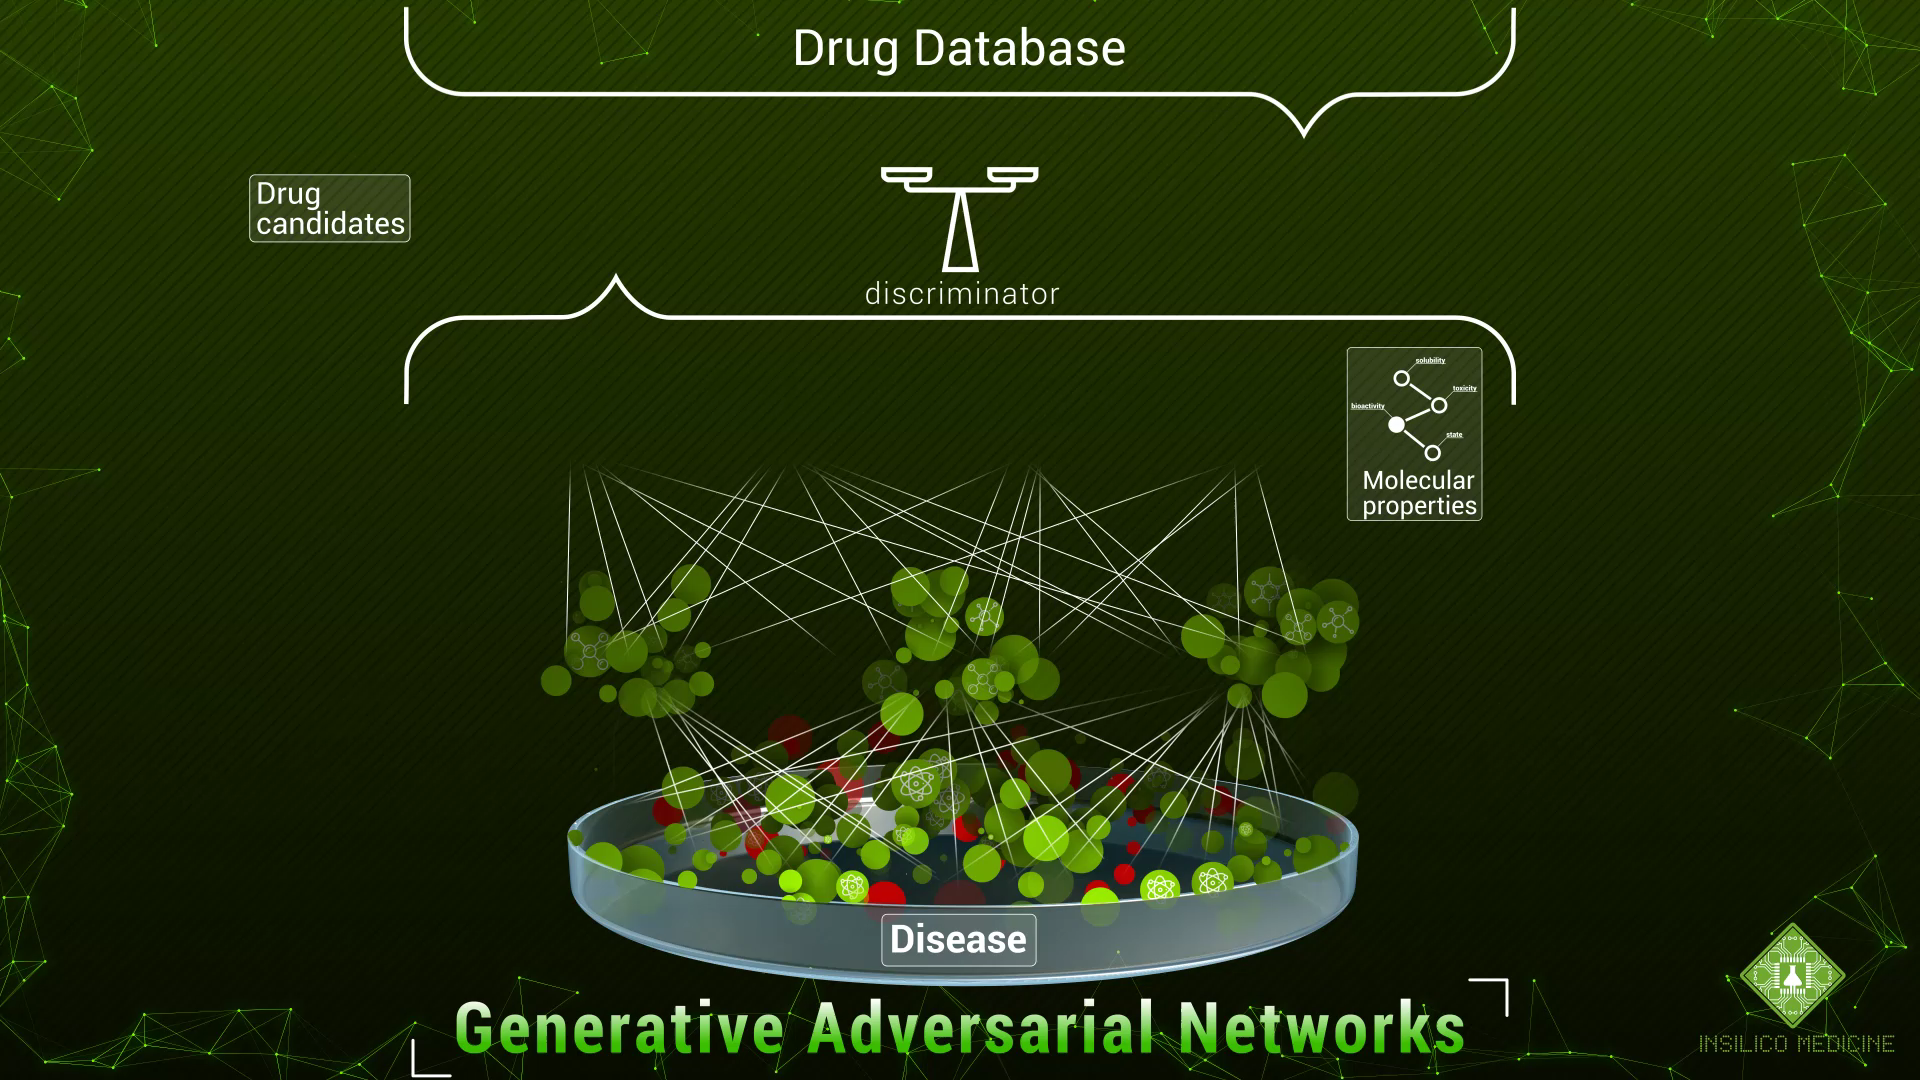 Drug Database
Drug
candidates
discriminator
solubility
toxicity
bioactivity
state
Molecular
properties
Disease
Generative Adversarial Networks
INSILICO MEDICINE